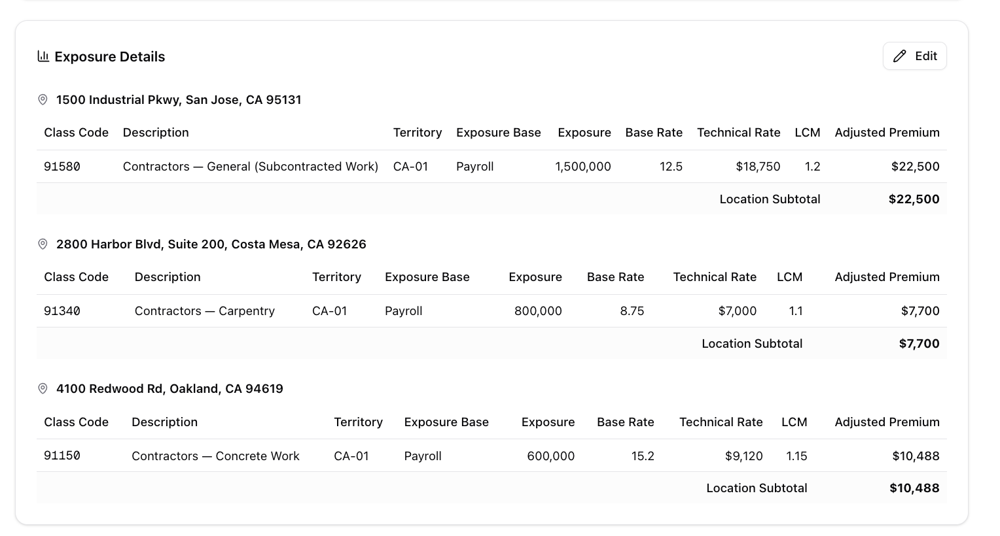 Exposure Details
Edit
1500 Industrial Pkwy, San Jose, CA 95131
Class Code Description Territory Exposure Base Exposure Base Rate Technical Rate LCM Adjusted Premium
91580 Contractors — General (Subcontracted Work) CA-01 Payroll 1,500,000 12.5 $18,750 1.2 $22,500
Location Subtotal $22,500
2800 Harbor Blvd, Suite 200, Costa Mesa, CA 92626
Class Code Description Territory Exposure Base Exposure Base Rate Technical Rate LCM Adjusted Premium
91340 Contractors — Carpentry CA-01 Payroll 800,000 8.75 $7,000 1.1 $7,700
Location Subtotal $7,700
4100 Redwood Rd, Oakland, CA 94619
Class Code Description Territory Exposure Base Exposure Base Rate Technical Rate LCM Adjusted Premium
91150 Contractors — Concrete Work CA-01 Payroll 600,000 15.2 $9,120 1.15 $10,488
Location Subtotal $10,488